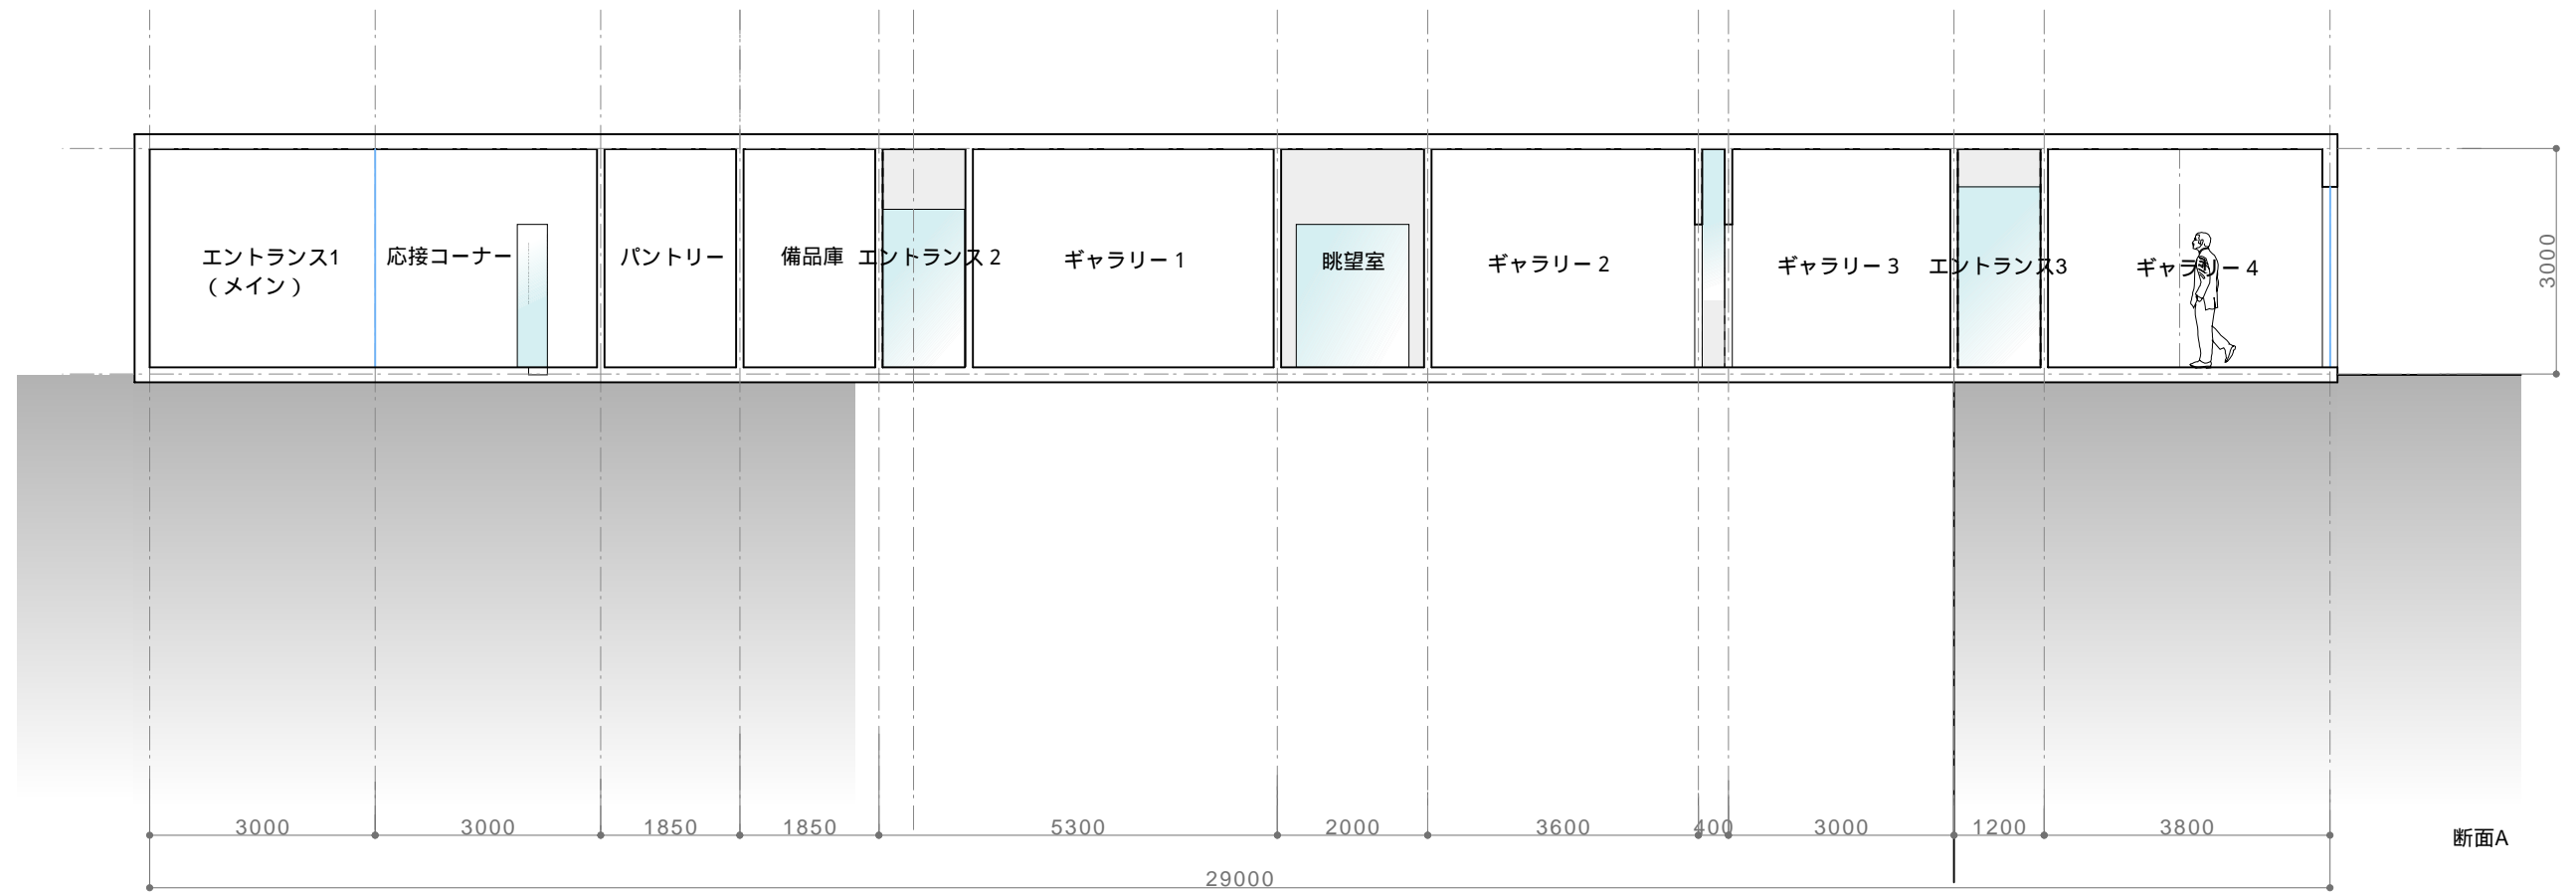 エントランス1
（メイン）
応接コーナー
パントリー
備品庫
エントランス 2
ギャラリー 1
眺望室
ギャラリー 2
ギャラリー 3
エントランス3
ギャラリー 4
3000
3000
3000
1850
1850
5300
2000
3600
400
3000
1200
3800
断面A
29000